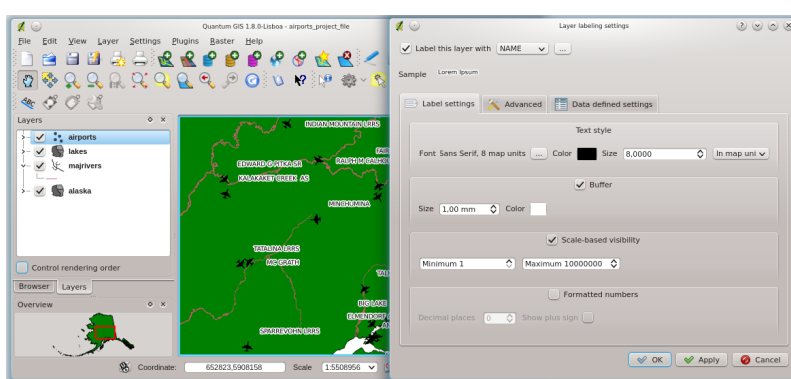 Quantum GIS 1.8.0-Lisboa - airports_project_file
File Edit View Layer Settings Plugins Raster Help
ABC
Layers
airports
lakes
majrivers
alaska
Control rendering order
Browser Layers
Overview
INDIAN MOUNTAIN LRRS
EDWARD G PITKA SR
RALPH M CALHO
KALAKAKET CREEK AS
MINCHUMINA
TATALINA LRRS
MC GRATH
BIG LAKE
ELMENDORF
SPARREVOHN LRRS
Coordinate: 652823,5908158 Scale 1:5508956
Layer labeling settings
Label this layer with NAME ...
Sample Lorem Ipsum
Label settings Advanced Data defined settings
Text style
Font Sans Serif, 8 map units ... Color Size 8,0000 In map uni
Buffer
Size 1,00 mm Color
Scale-based visibility
Minimum 1 Maximum 10000000
Formatted numbers
Decimal places 0 Show plus sign
OK Apply Cancel